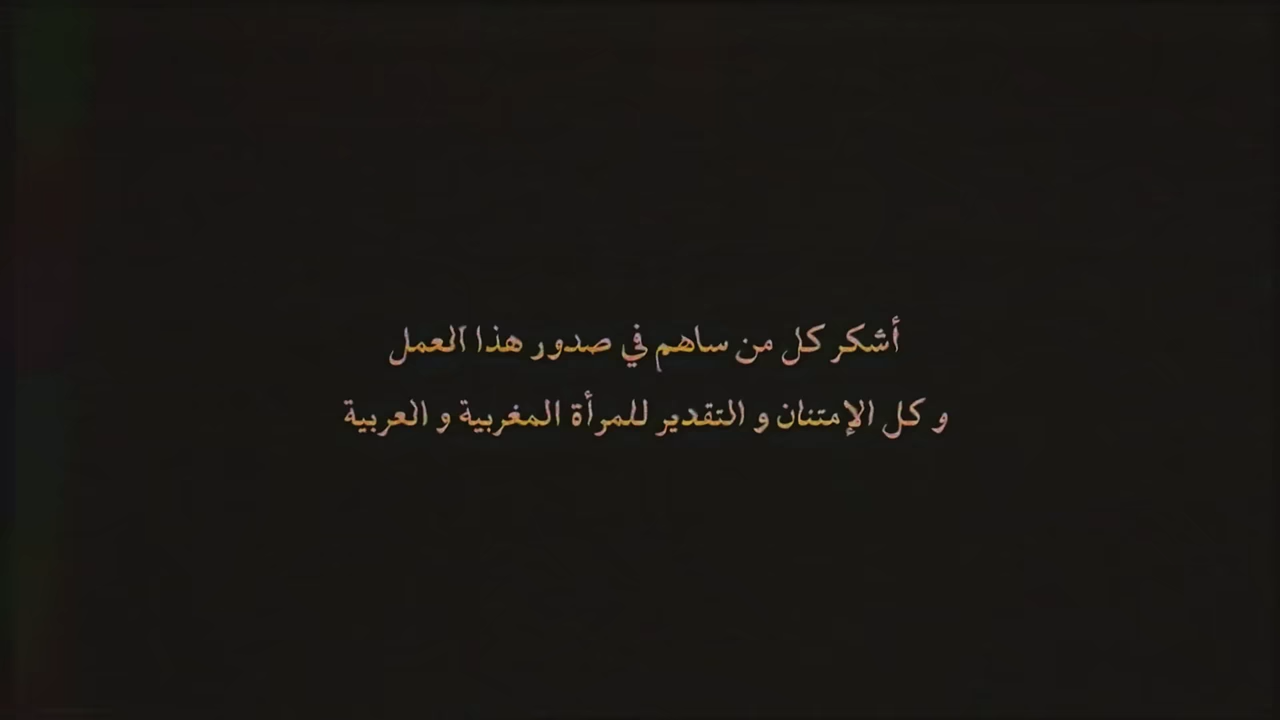 أشكر كل من ساهم في صدور هذا العمل
و كل الإمتنان و التقدير للمرأة المغربية و العربية